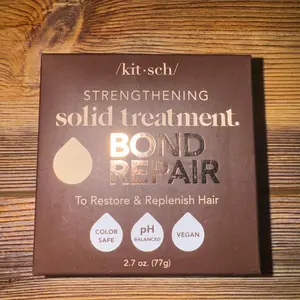 /kit•sch/
STRENGTHENING
solid treatment.
BOND
REPAIR
To Restore & Replenish Hair
COLOR
SAFE
pH
BALANCED
VEGAN
2.7 oz. (77g)